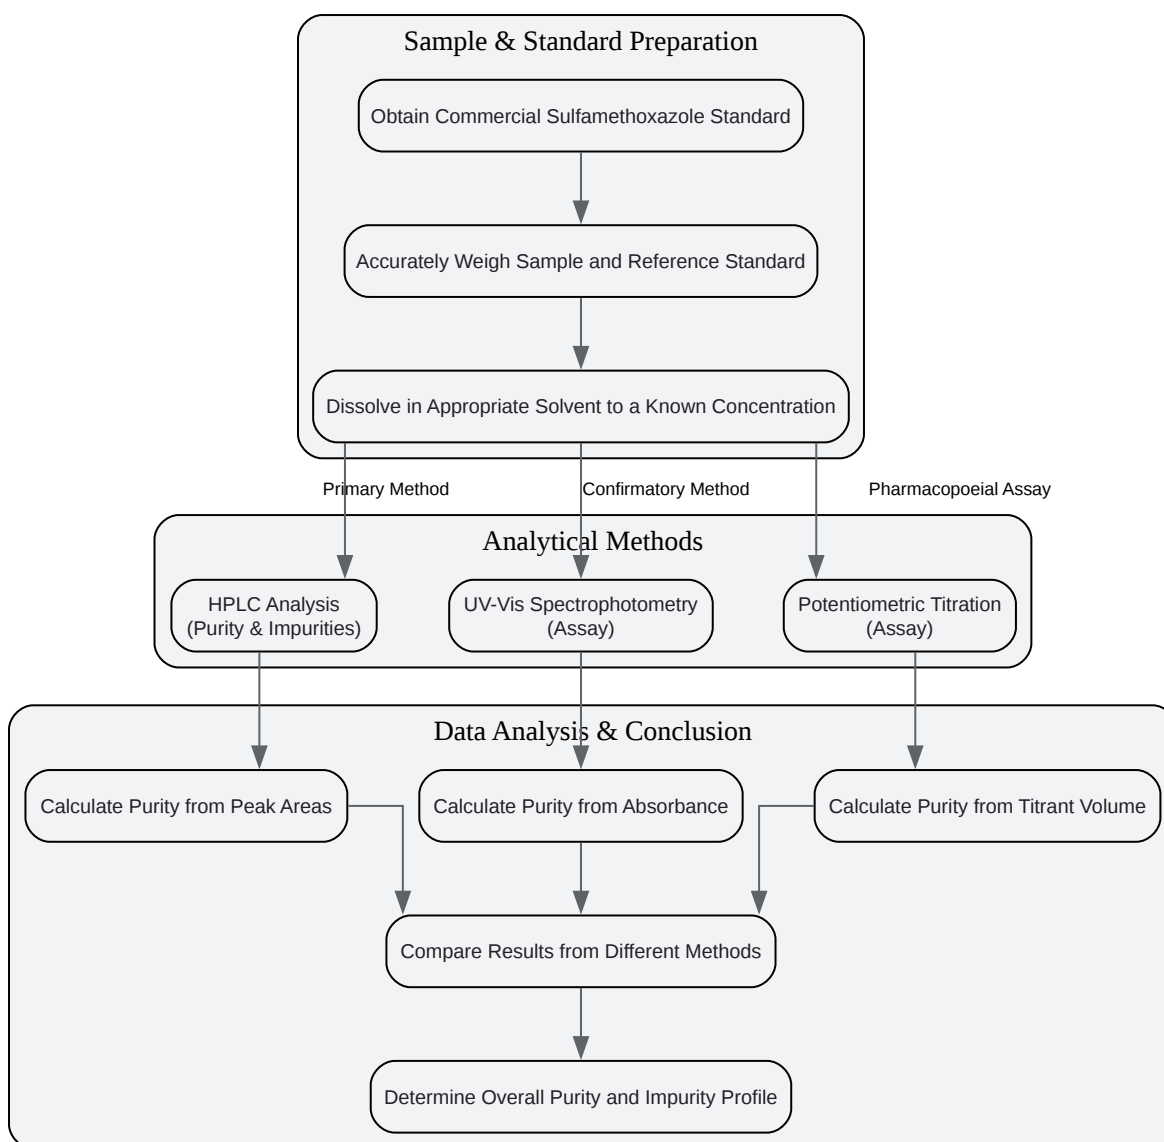 Sample & Standard Preparation
Obtain Commercial Sulfamethoxazole Standard
Accurately Weigh Sample and Reference Standard
Dissolve in Appropriate Solvent to a Known Concentration
Primary Method
Confirmatory Method
Pharmacopoeial Assay
Analytical Methods
HPLC Analysis
(Purity & Impurities)
UV-Vis Spectrophotometry
(Assay)
Potentiometric Titration
(Assay)
Data Analysis & Conclusion
Calculate Purity from Peak Areas
Calculate Purity from Absorbance
Calculate Purity from Titrant Volume
Compare Results from Different Methods
Determine Overall Purity and Impurity Profile